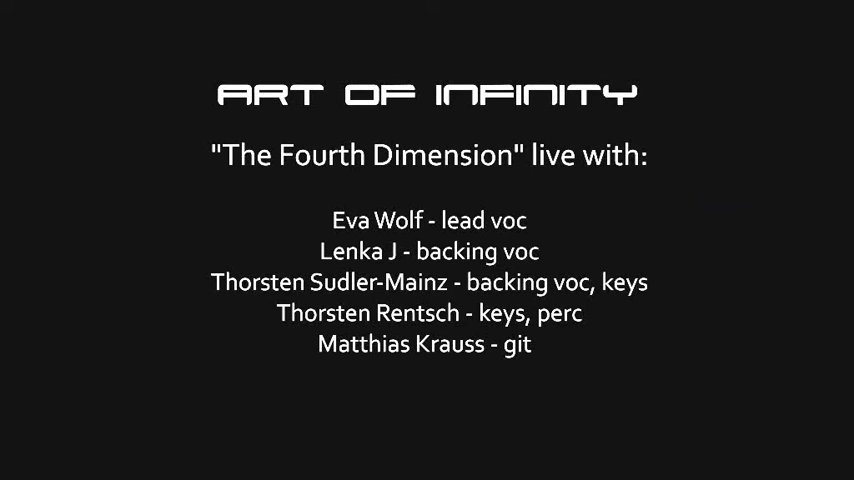 ART OF INFINITY
"The Fourth Dimension" live with:
Eva Wolf - lead voc
Lenka J - backing voc
Thorsten Sudler-Mainz - backing voc, keys
Thorsten Rentsch - keys, perc
Matthias Krauss - git